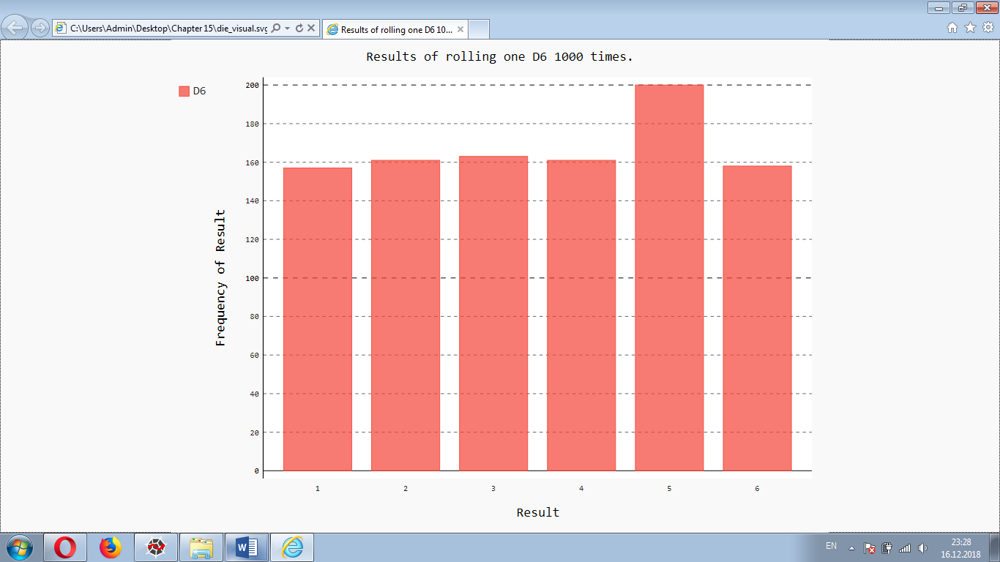 C:\Users\Admin\Desktop\Chapter 15\die_visual.svg
Results of rolling one D6 10...
Results of rolling one D6 1000 times.
D6
200
180
160
140
120
100
80
60
40
20
0
Frequency of Result
1 2 3 4 5 6
Result
EN
23:28
16.12.2018